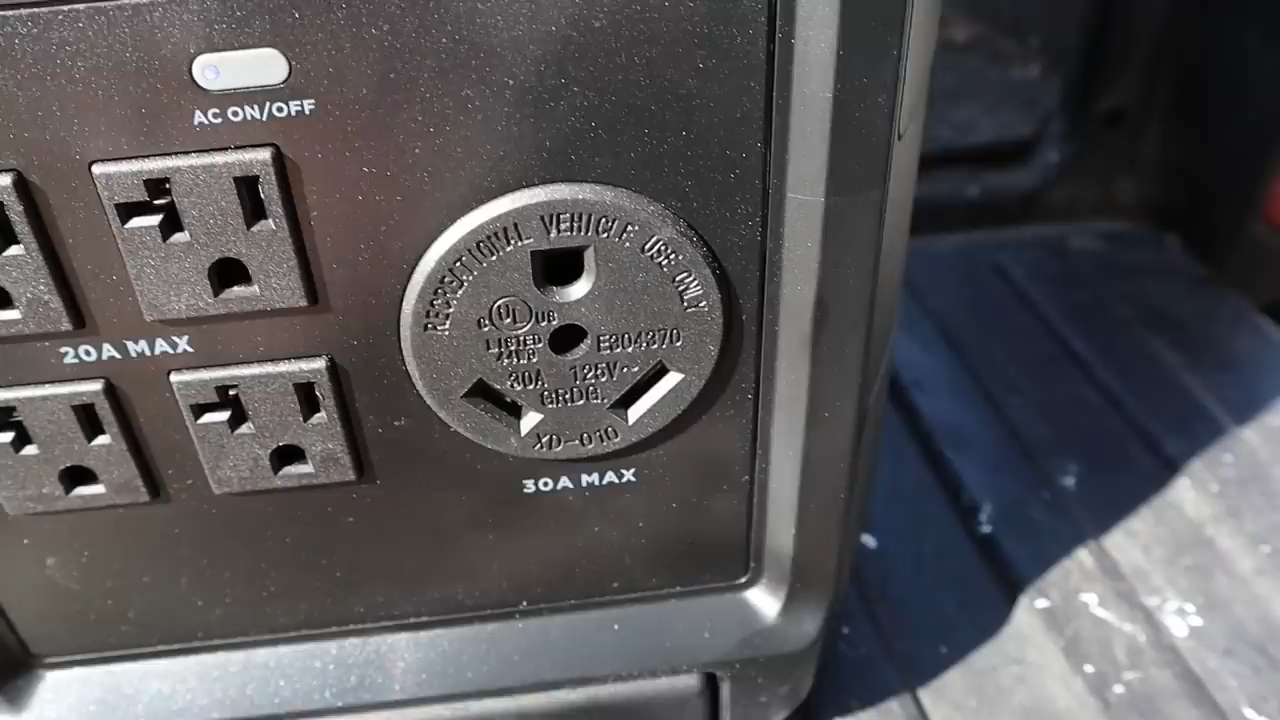 AC ON/OFF
RECREATIONAL VEHICLE USE ONLY
C UL US
LISTED
E304370
30A 125V~
GRDG.
XD-010
20A MAX
30A MAX